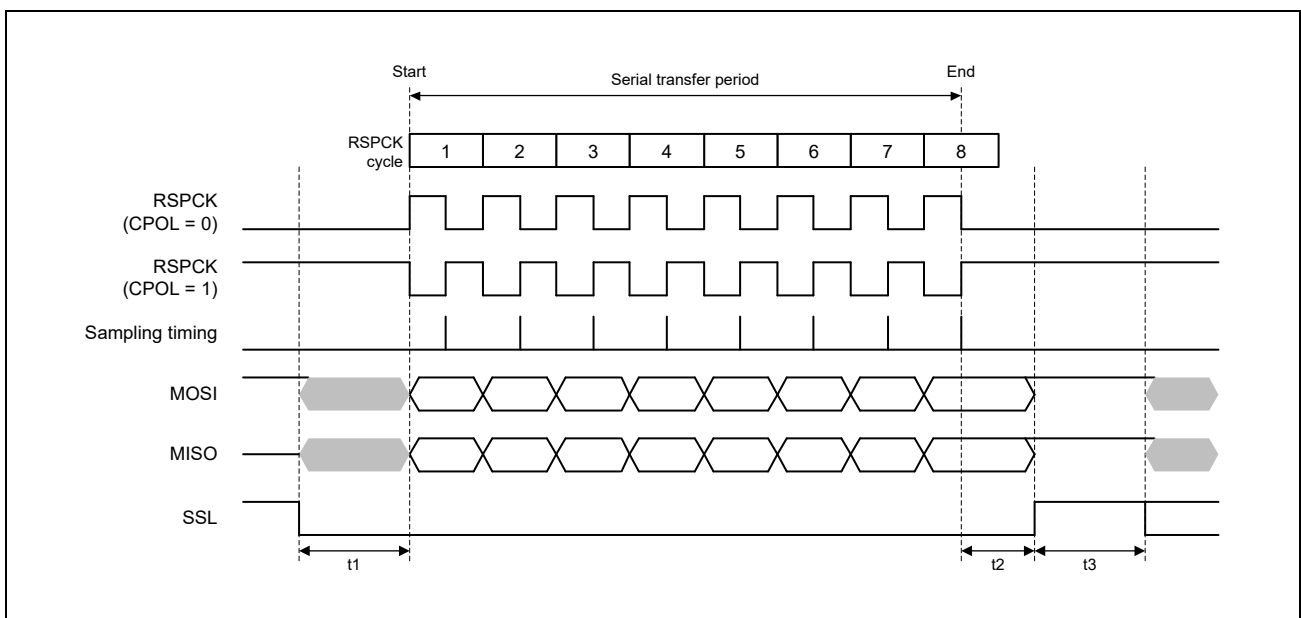 Start
Serial transfer period
End
RSPCK
cycle
1 2 3 4 5 6 7 8
RSPCK
(CPOL = 0)
RSPCK
(CPOL = 1)
Sampling timing
MOSI
MISO
SSL
t1
t2
t3